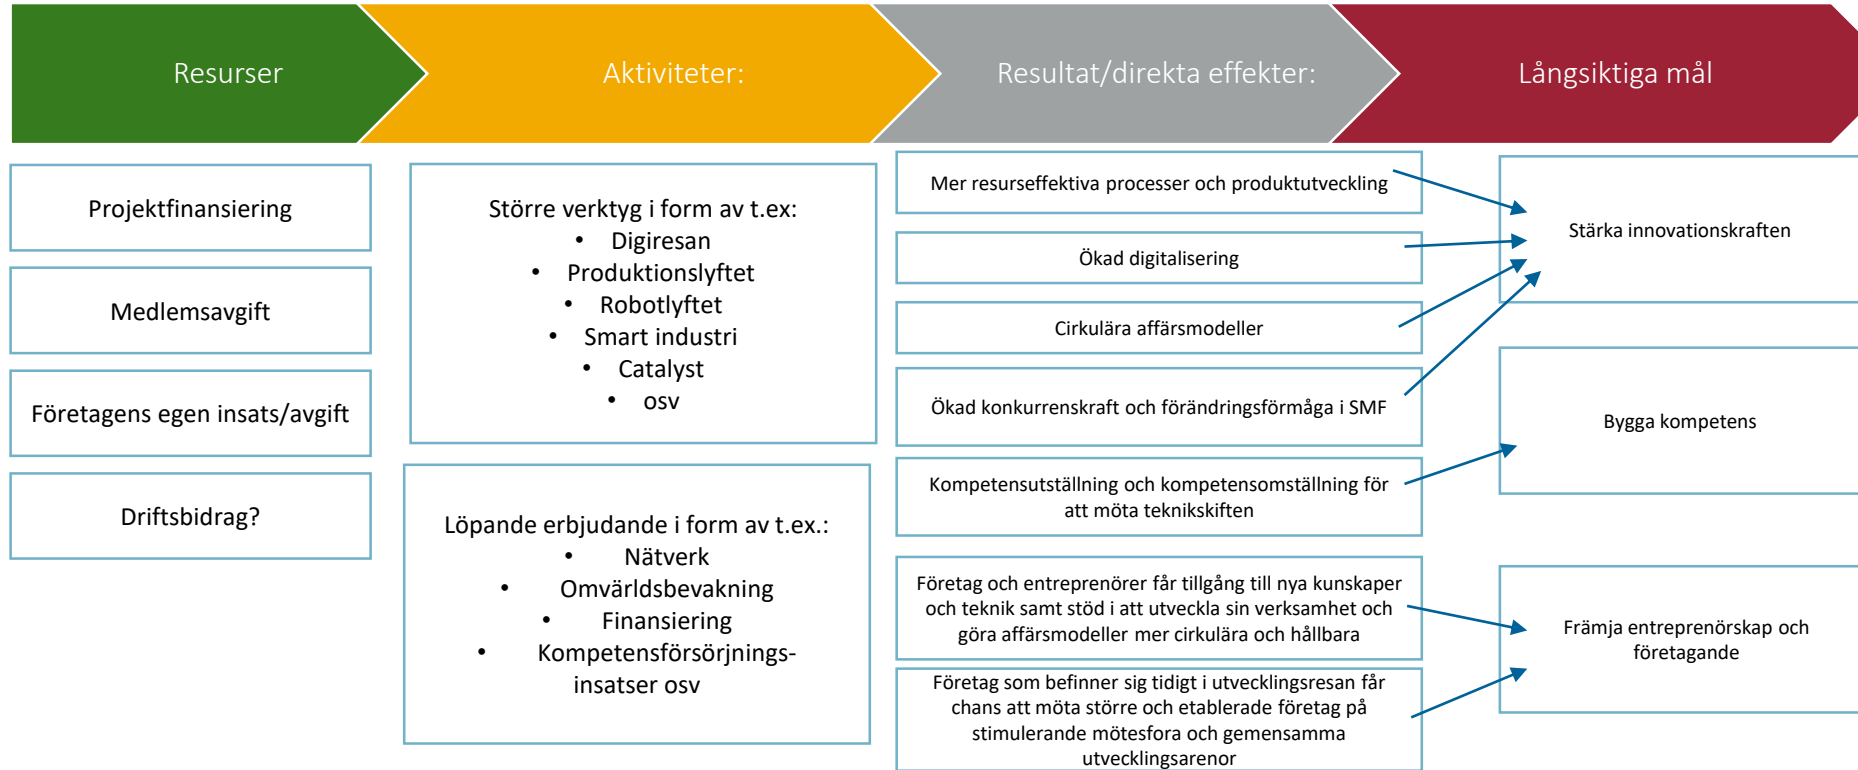 Resurser
Aktiviteter:
Resultat/direkta effekter:
Långsiktiga mål
Projektfinansiering
Medlemsavgift
Företagens egen insats/avgift
Driftsbidrag?
Större verktyg i form av t.ex:
• Digiresan
• Produktionslyftet
• Robotlyftet
• Smart industri
• Catalyst
• osv
Löpande erbjudande i form av t.ex.:
• Nätverk
• Omvärldsbevakning
• Finansiering
• Kompetensförsörjnings-
insatser osv
Mer resurseffektiva processer och produktutveckling
Ökad digitalisering
Cirkulära affärsmodeller
Ökad konkurrenskraft och förändringsförmåga i SMF
Kompetensutställning och kompetensomställning för
att möta teknikskiften
Företag och entreprenörer får tillgång till nya kunskaper
och teknik samt stöd i att utveckla sin verksamhet och
göra affärsmodeller mer cirkulära och hållbara
Företag som befinner sig tidigt i utvecklingsresan får
chans att möta större och etablerade företag på
stimulerande mötesfora och gemensamma
utvecklingsarenor
Stärka innovationskraften
Bygga kompetens
Främja entreprenörskap och
företagande